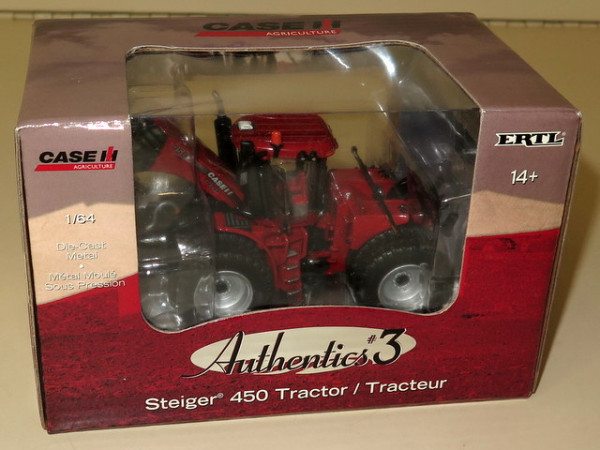 CASE IH
AGRICULTURE
CASE IH
AGRICULTURE
1/64
Die-Cast
Metal
•
Métal Moulé
Sous Pression
CASE IH
ERTL
14+
Authentics #3
Steiger® 450 Tractor / Tracteur